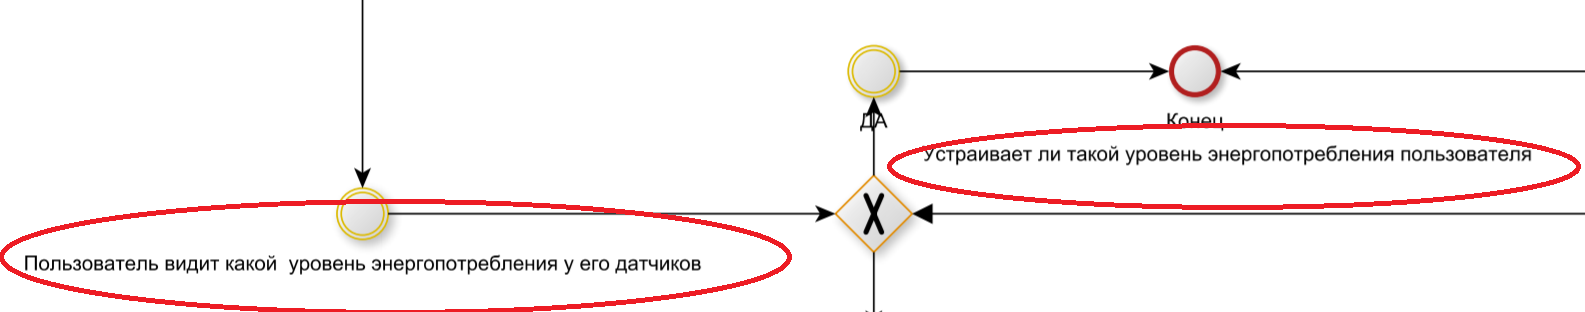 ДА
Конец
Устраивает ли такой уровень энергопотребления пользователя
Пользователь видит какой  уровень энергопотребления у его датчиков